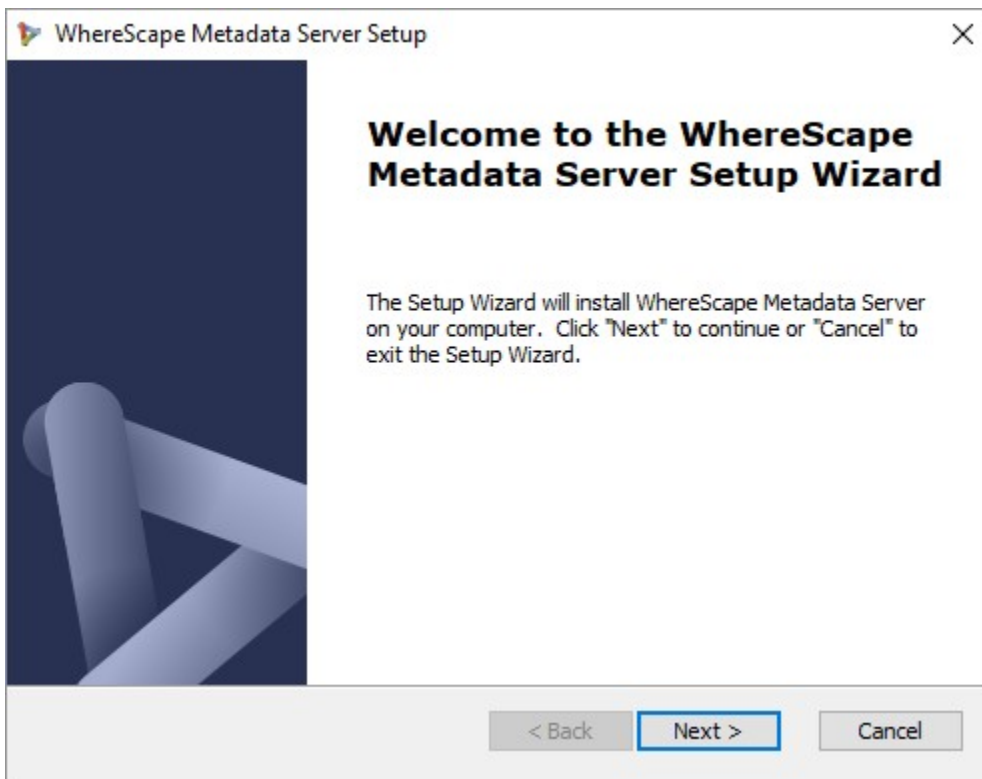 WhereScape Metadata Server Setup
Welcome to the WhereScape
Metadata Server Setup Wizard
The Setup Wizard will install WhereScape Metadata Server
on your computer.  Click "Next" to continue or "Cancel" to
exit the Setup Wizard.
< Back Next > Cancel